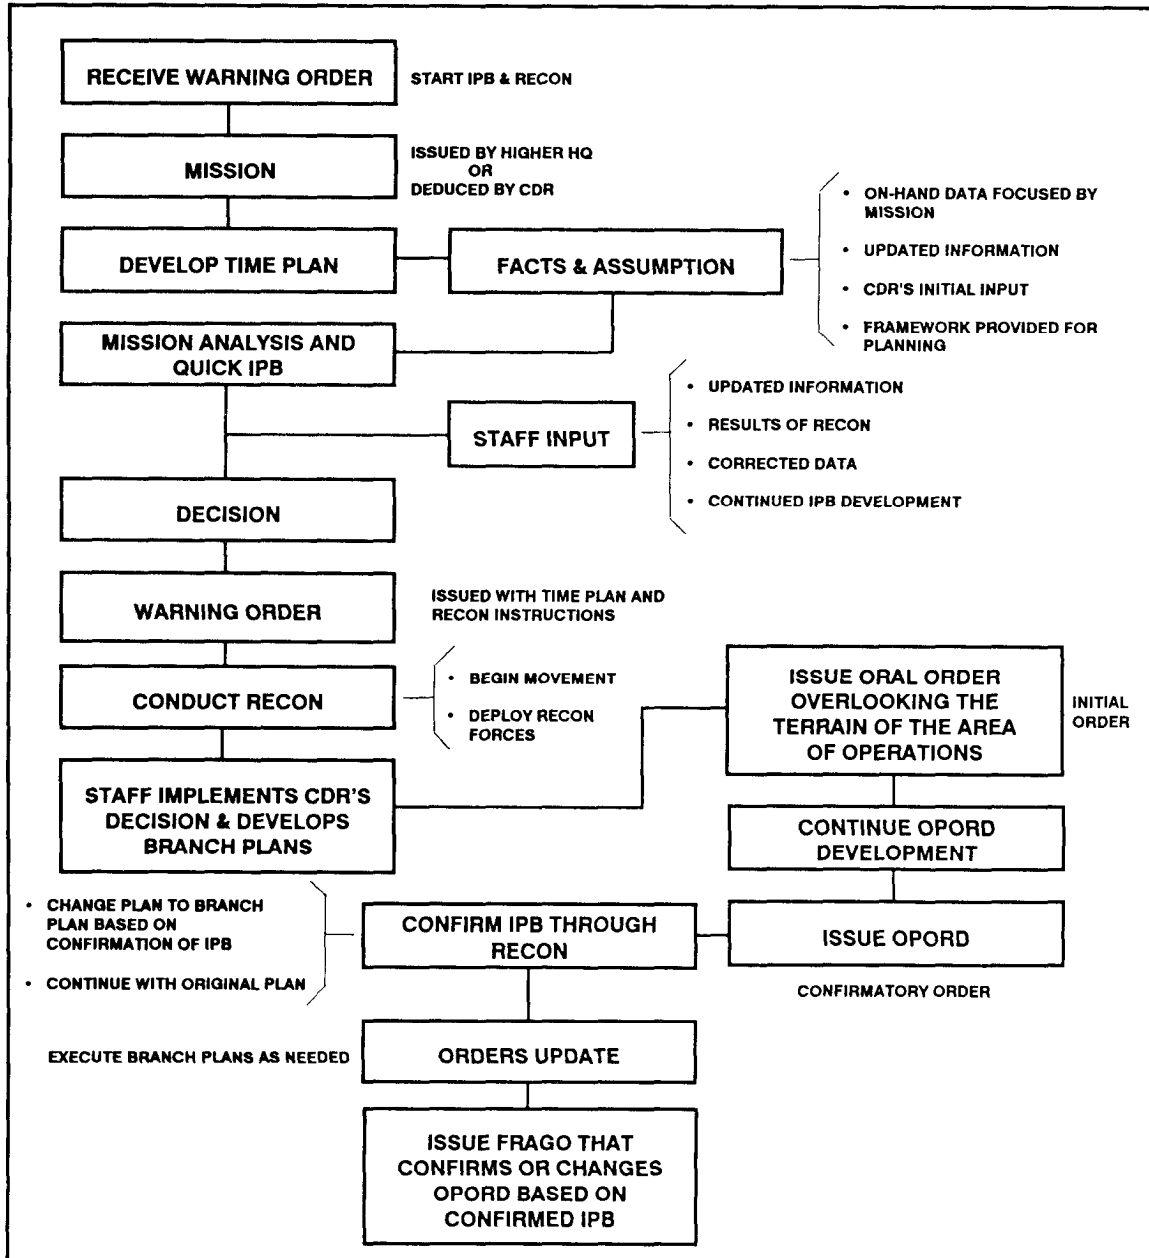 RECEIVE WARNING ORDER
START IPB & RECON
MISSION
ISSUED BY HIGHER HQ
OR
DEDUCED BY CDR
DEVELOP TIME PLAN
FACTS & ASSUMPTION
• ON-HAND DATA FOCUSED BY
MISSION
• UPDATED INFORMATION
• CDR'S INITIAL INPUT
• FRAMEWORK PROVIDED FOR
PLANNING
MISSION ANALYSIS AND
QUICK IPB
STAFF INPUT
• UPDATED INFORMATION
• RESULTS OF RECON
• CORRECTED DATA
• CONTINUED IPB DEVELOPMENT
DECISION
WARNING ORDER
ISSUED WITH TIME PLAN AND
RECON INSTRUCTIONS
CONDUCT RECON
• BEGIN MOVEMENT
• DEPLOY RECON
FORCES
STAFF IMPLEMENTS CDR'S
DECISION & DEVELOPS
BRANCH PLANS
ISSUE ORAL ORDER
OVERLOOKING THE
TERRAIN OF THE AREA
OF OPERATIONS
INITIAL
ORDER
CONTINUE OPORD
DEVELOPMENT
ISSUE OPORD
CONFIRMATORY ORDER
CONFIRM IPB THROUGH
RECON
• CHANGE PLAN TO BRANCH
PLAN BASED ON
CONFIRMATION OF IPB
• CONTINUE WITH ORIGINAL PLAN
EXECUTE BRANCH PLANS AS NEEDED
ORDERS UPDATE
ISSUE FRAGO THAT
CONFIRMS OR CHANGES
OPORD BASED ON
CONFIRMED IPB